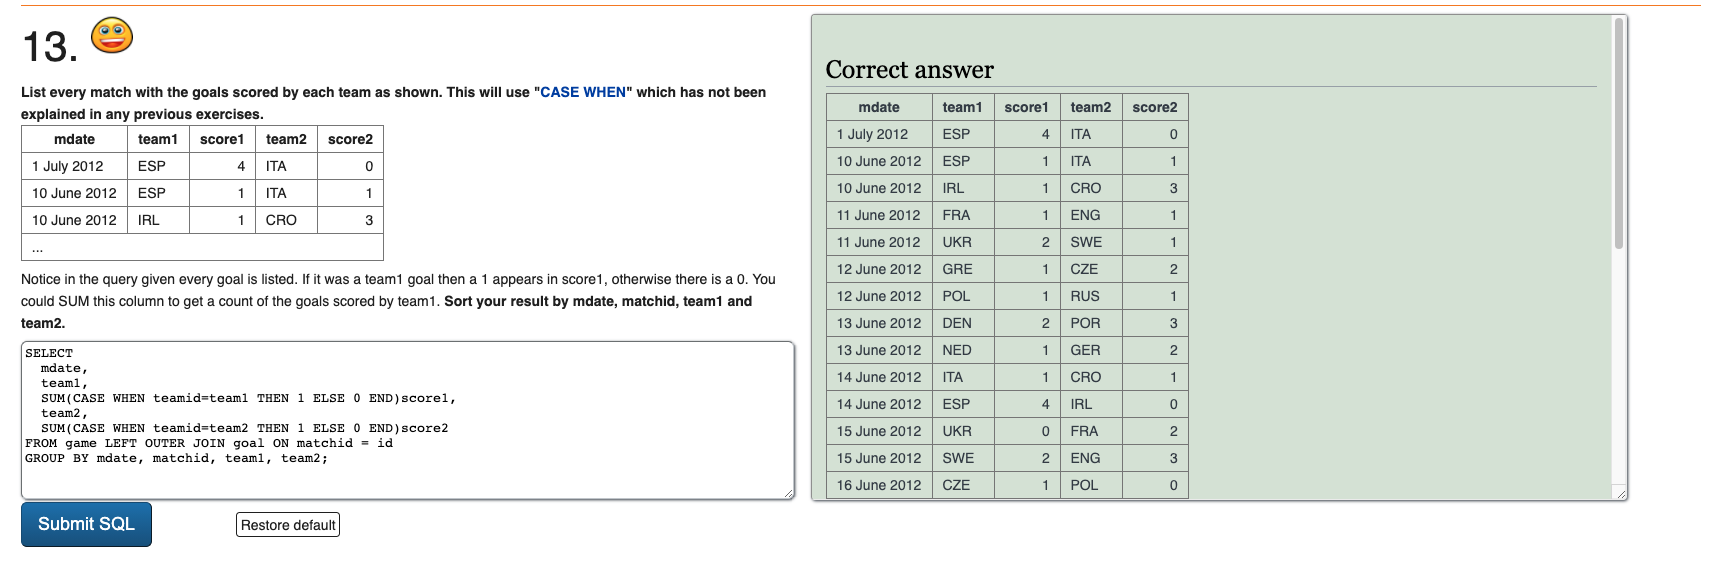 13.
List every match with the goals scored by each team as shown. This will use "CASE WHEN" which has not been
explained in any previous exercises.
mdate team1 score1 team2 score2
1 July 2012 ESP 4 ITA 0
10 June 2012 ESP 1 ITA 1
10 June 2012 IRL 1 CRO 3
...
Notice in the query given every goal is listed. If it was a team1 goal then a 1 appears in score1, otherwise there is a 0. You
could SUM this column to get a count of the goals scored by team1. Sort your result by mdate, matchid, team1 and
team2.
SELECT
  mdate,
  team1,
  SUM(CASE WHEN teamid=team1 THEN 1 ELSE 0 END)score1,
  team2,
  SUM(CASE WHEN teamid=team2 THEN 1 ELSE 0 END)score2
FROM game LEFT OUTER JOIN goal ON matchid = id
GROUP BY mdate, matchid, team1, team2;
Submit SQL
Restore default
Correct answer
mdate team1 score1 team2 score2
1 July 2012 ESP 4 ITA 0
10 June 2012 ESP 1 ITA 1
10 June 2012 IRL 1 CRO 3
11 June 2012 FRA 1 ENG 1
11 June 2012 UKR 2 SWE 1
12 June 2012 GRE 1 CZE 2
12 June 2012 POL 1 RUS 1
13 June 2012 DEN 2 POR 3
13 June 2012 NED 1 GER 2
14 June 2012 ITA 1 CRO 1
14 June 2012 ESP 4 IRL 0
15 June 2012 UKR 0 FRA 2
15 June 2012 SWE 2 ENG 3
16 June 2012 CZE 1 POL 0